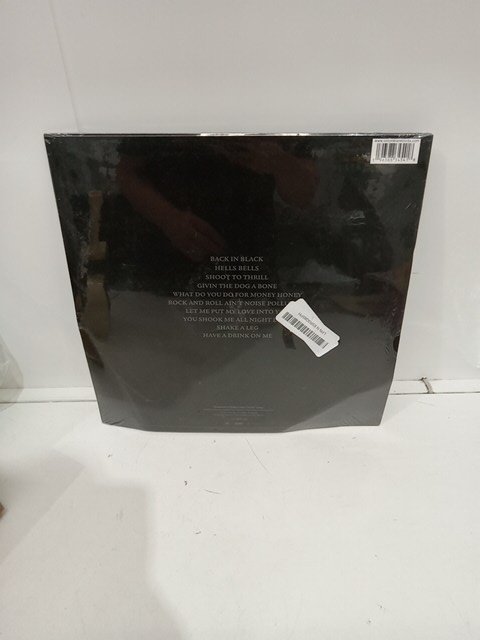 BACK IN BLACK
HELLS BELLS
SHOOT TO THRILL
GIVIN THE DOG A BONE
WHAT DO YOU DO FOR MONEY HONEY
ROCK AND ROLL AIN'T NOISE POLL
LET ME PUT MY LOVE INTO Y
YOU SHOOK ME ALL NIGHT
SHAKE A LEG
HAVE A DRINK ON ME